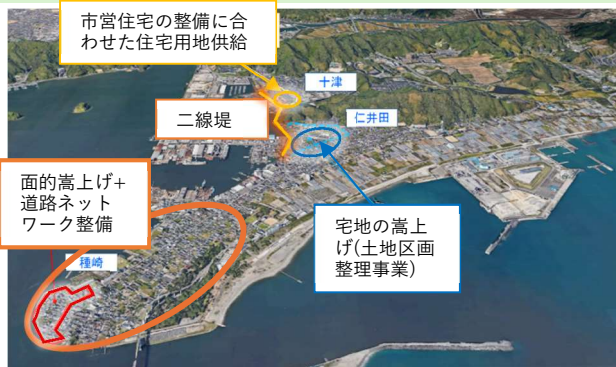 市営住宅の整備に合
わせた住宅用地供給
十津
仁井田
二線堤
面的嵩上げ+
道路ネット
ワーク整備
種崎
宅地の嵩上
げ(土地区画
整理事業)